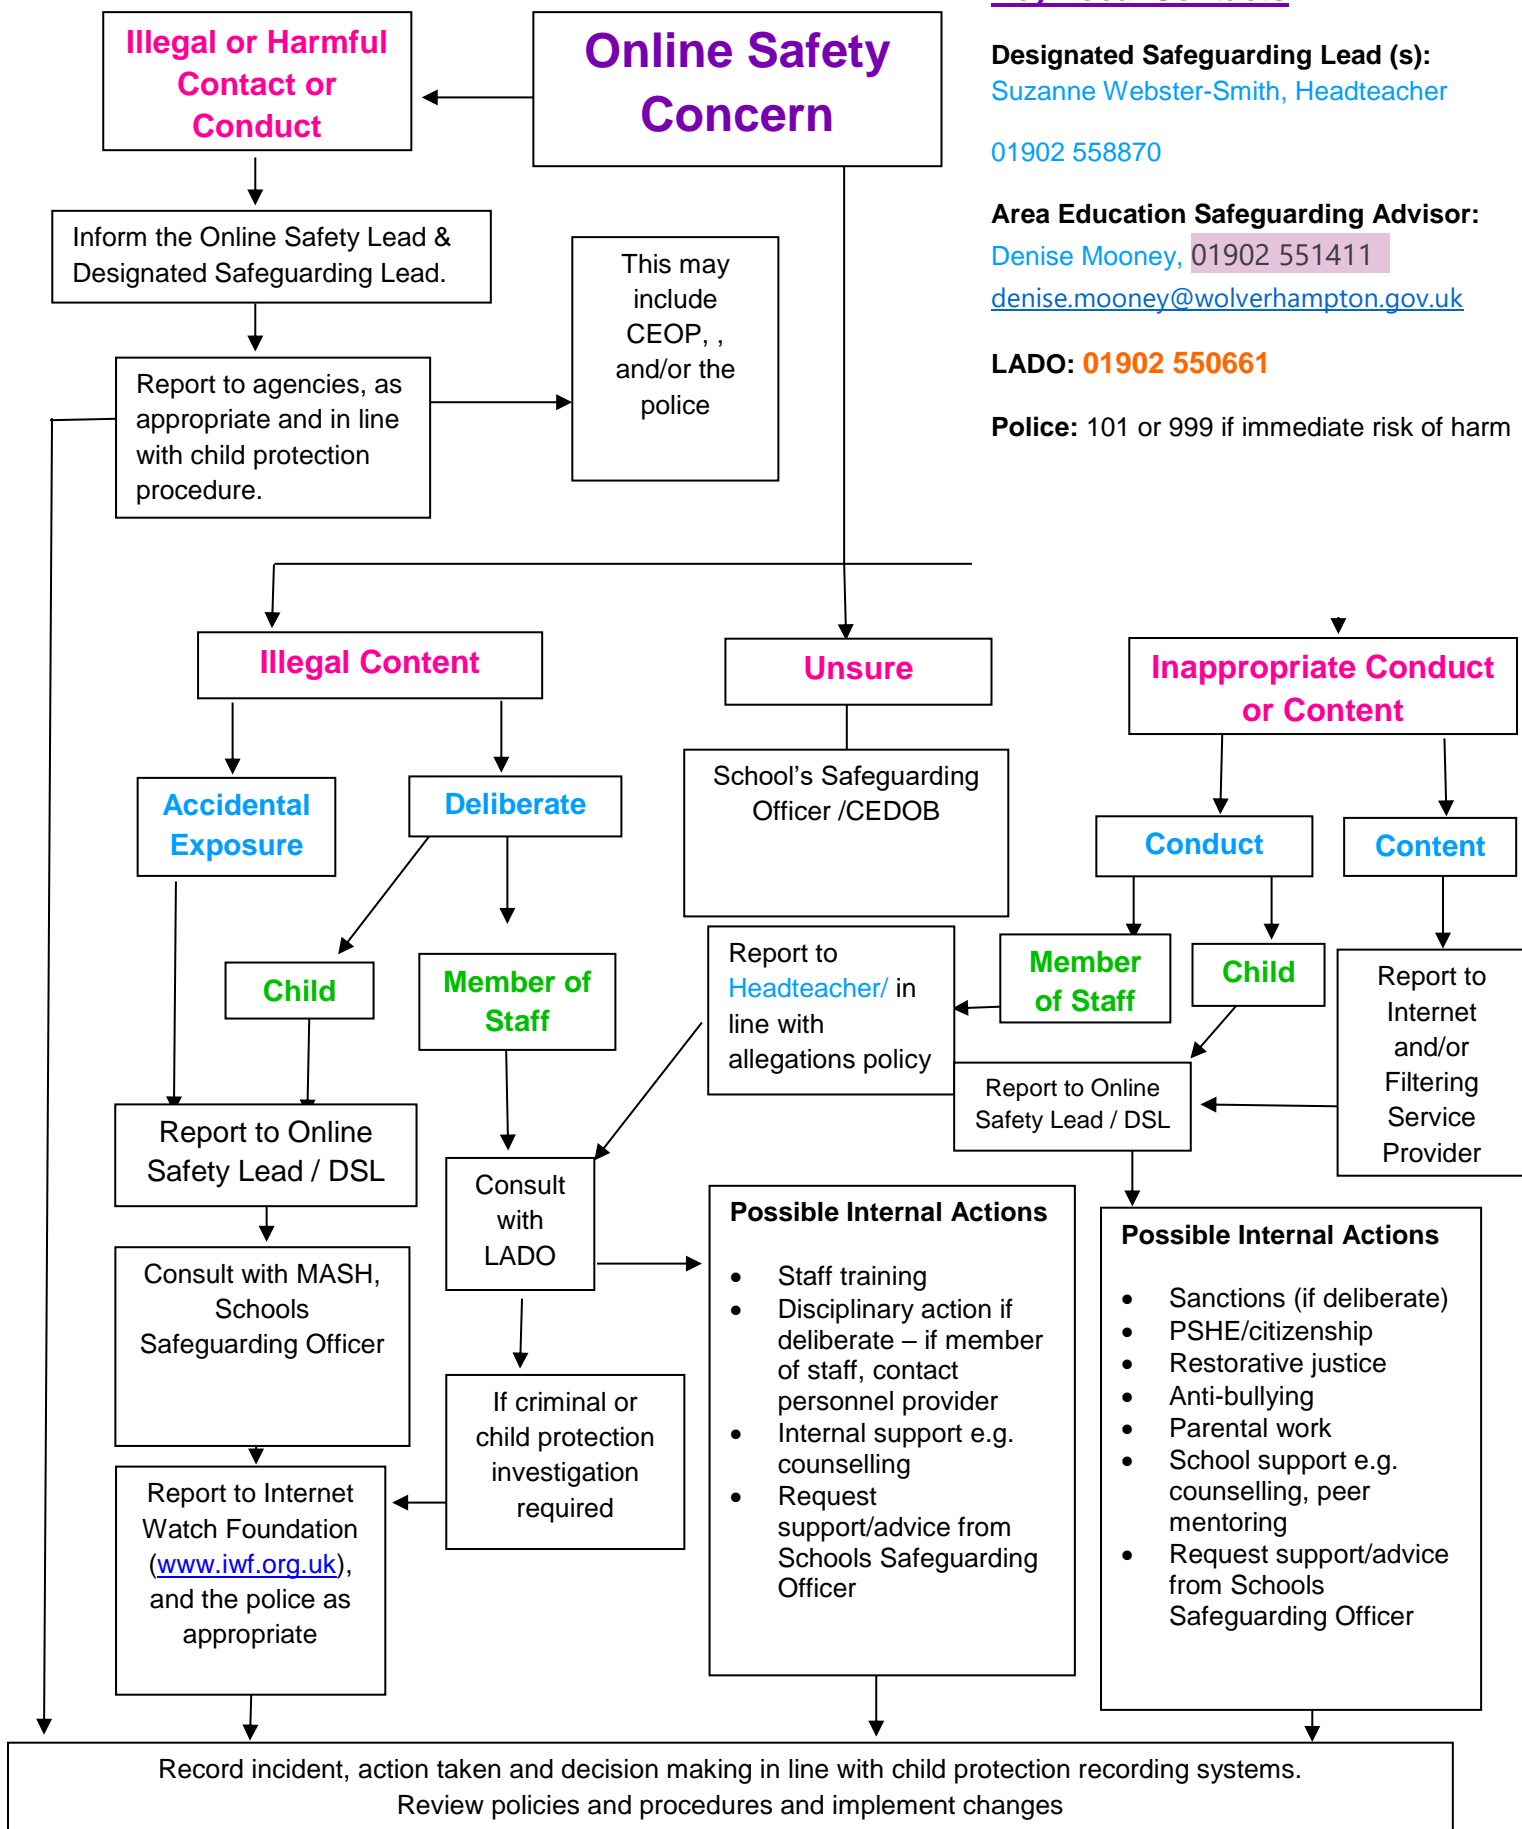 Illegal or Harmful
Contact or
Conduct
Online Safety
Concern
Designated Safeguarding Lead (s):
Suzanne Webster-Smith, Headteacher
01902 558870
Area Education Safeguarding Advisor:
Denise Mooney, 01902 551411
denise.mooney@wolverhampton.gov.uk
LADO: 01902 550661
Police: 101 or 999 if immediate risk of harm
Inform the Online Safety Lead &
Designated Safeguarding Lead.
This may
include
CEOP, ,
and/or the
police
Report to agencies, as
appropriate and in line
with child protection
procedure.
Illegal Content
Unsure
Inappropriate Conduct
or Content
Accidental
Exposure
Deliberate
School’s Safeguarding
Officer /CEDOB
Conduct
Content
Child
Member of
Staff
Report to
Headteacher/ in
line with
allegations policy
Member
of Staff
Child
Report to
Internet
and/or
Filtering
Service
Provider
Report to Online
Safety Lead / DSL
Report to Online
Safety Lead / DSL
Consult
with
LADO
Consult with MASH,
Schools
Safeguarding Officer
If criminal or
child protection
investigation
required
Report to Internet
Watch Foundation
(www.iwf.org.uk),
and the police as
appropriate
Possible Internal Actions
• Staff training
• Disciplinary action if
deliberate – if member
of staff, contact
personnel provider
• Internal support e.g.
counselling
• Request
support/advice from
Schools Safeguarding
Officer
Possible Internal Actions
• Sanctions (if deliberate)
• PSHE/citizenship
• Restorative justice
• Anti-bullying
• Parental work
• School support e.g.
counselling, peer
mentoring
• Request support/advice
from Schools
Safeguarding Officer
Record incident, action taken and decision making in line with child protection recording systems.
Review policies and procedures and implement changes